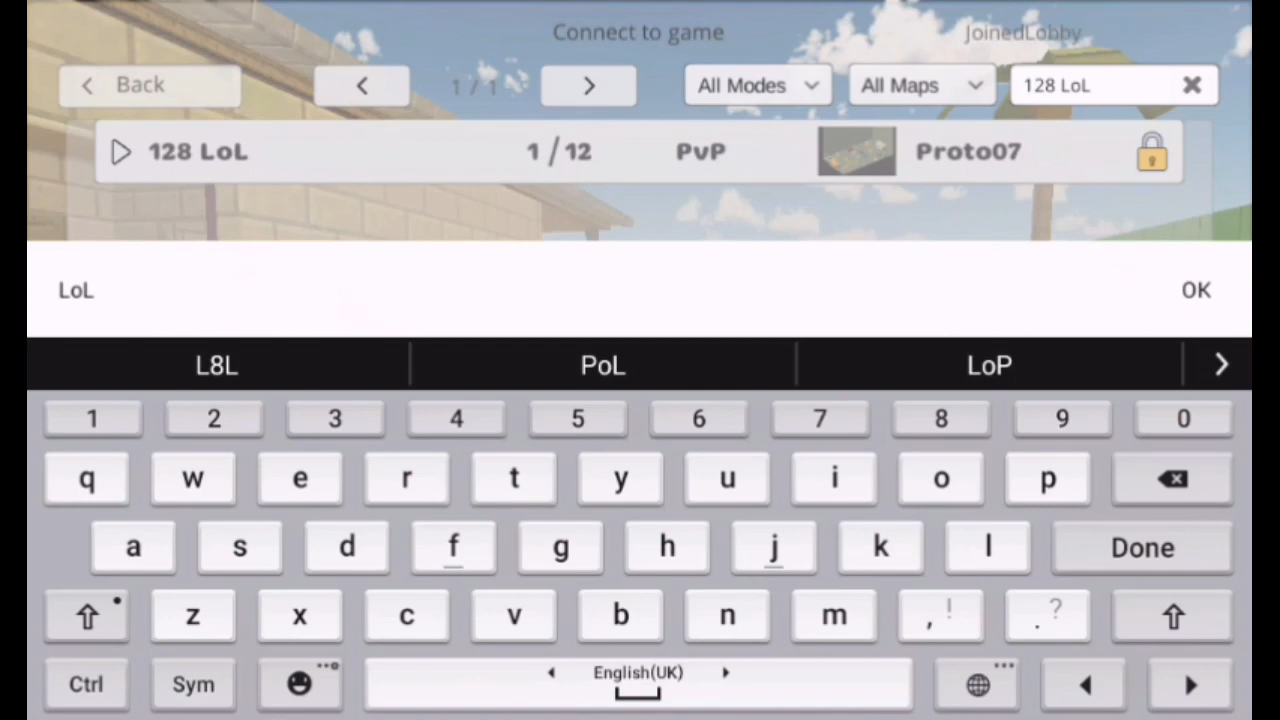 Connect to game
JoinedLobby
Back
1 / 1
All Modes
All Maps
128 LoL
128 LoL
1 / 12
PvP
Proto07
LoL
OK
L8L
PoL
LoP
1 2 3 4 5 6 7 8 9 0
q w e r t y u i o p
a s d f g h j k l Done
z x c v b n m , ! . ?
Ctrl Sym English(UK)